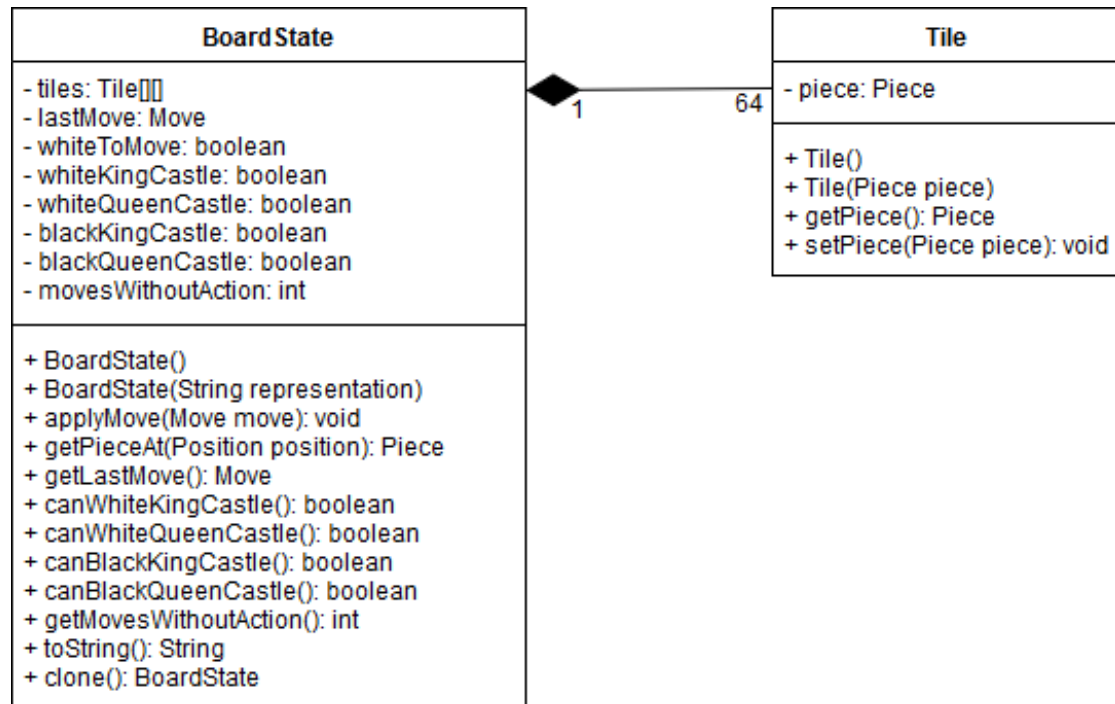 BoardState
- tiles: Tile[][]
- lastMove: Move
- whiteToMove: boolean
- whiteKingCastle: boolean
- whiteQueenCastle: boolean
- blackKingCastle: boolean
- blackQueenCastle: boolean
- movesWithoutAction: int
+ BoardState()
+ BoardState(String representation)
+ applyMove(Move move): void
+ getPieceAt(Position position): Piece
+ getLastMove(): Move
+ canWhiteKingCastle(): boolean
+ canWhiteQueenCastle(): boolean
+ canBlackKingCastle(): boolean
+ canBlackQueenCastle(): boolean
+ getMovesWithoutAction(): int
+ toString(): String
+ clone(): BoardState
1
64
Tile
- piece: Piece
+ Tile()
+ Tile(Piece piece)
+ getPiece(): Piece
+ setPiece(Piece piece): void